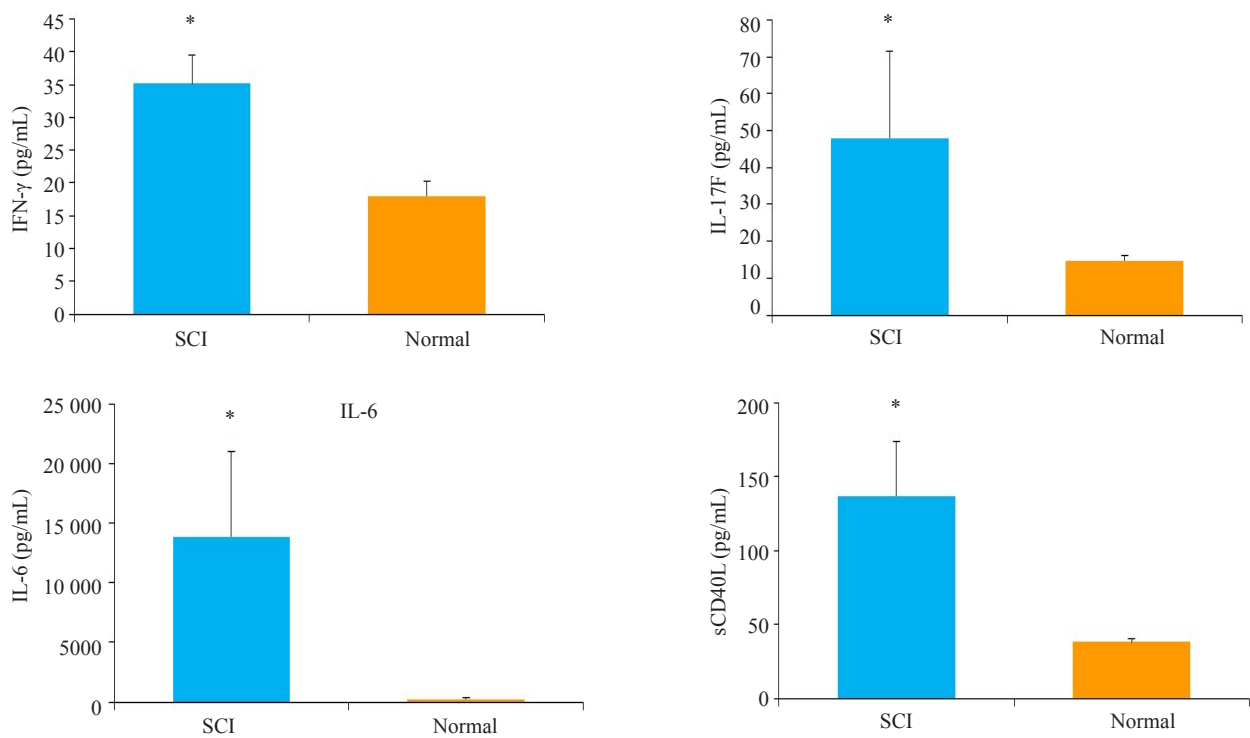 45
40
35
30
25
20
15
10
5
0
IFN-γ (pg/mL)
*
SCI
Normal
80
70
60
50
40
30
20
10
0
IL-17F (pg/mL)
*
SCI
Normal
25 000
20 000
15 000
10 000
5000
0
IL-6 (pg/mL)
*
IL-6
SCI
Normal
200
150
100
50
0
sCD40L (pg/mL)
*
SCI
Normal